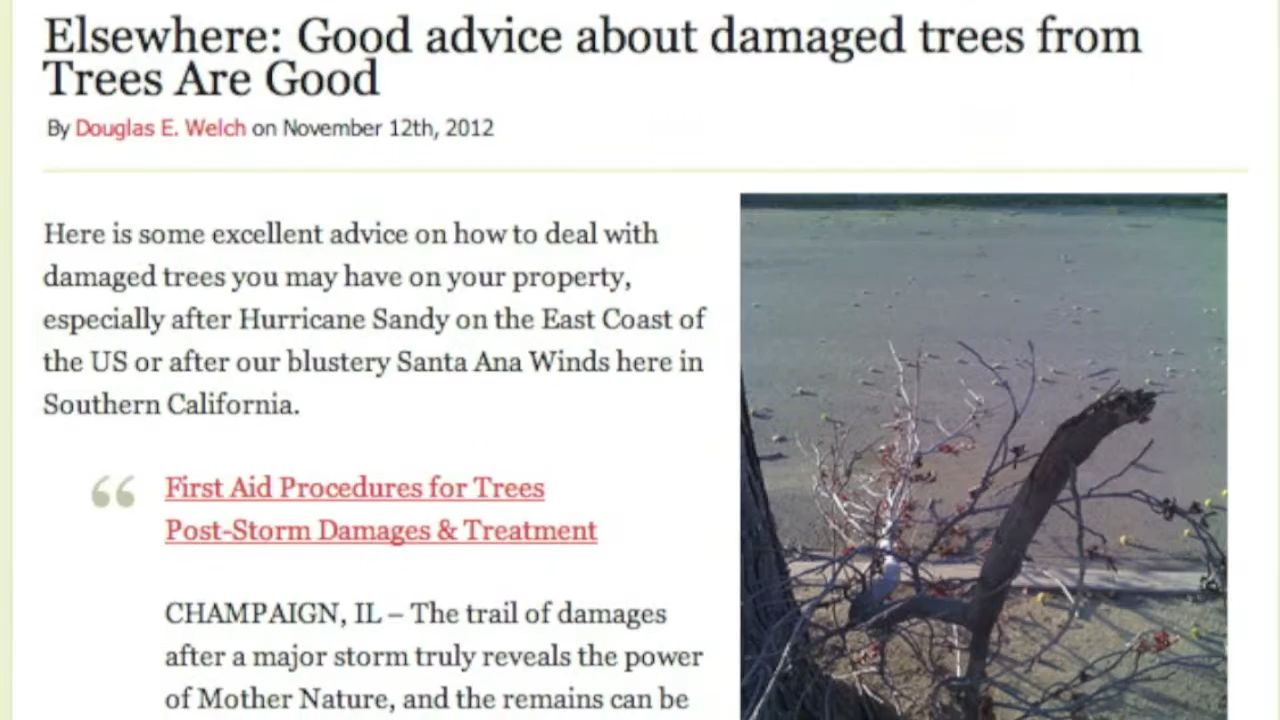 Elsewhere: Good advice about damaged trees from
Trees Are Good
By Douglas E. Welch on November 12th, 2012
Here is some excellent advice on how to deal with
damaged trees you may have on your property,
especially after Hurricane Sandy on the East Coast of
the US or after our blustery Santa Ana Winds here in
Southern California.
“ First Aid Procedures for Trees
Post-Storm Damages & Treatment
CHAMPAIGN, IL – The trail of damages
after a major storm truly reveals the power
of Mother Nature, and the remains can be